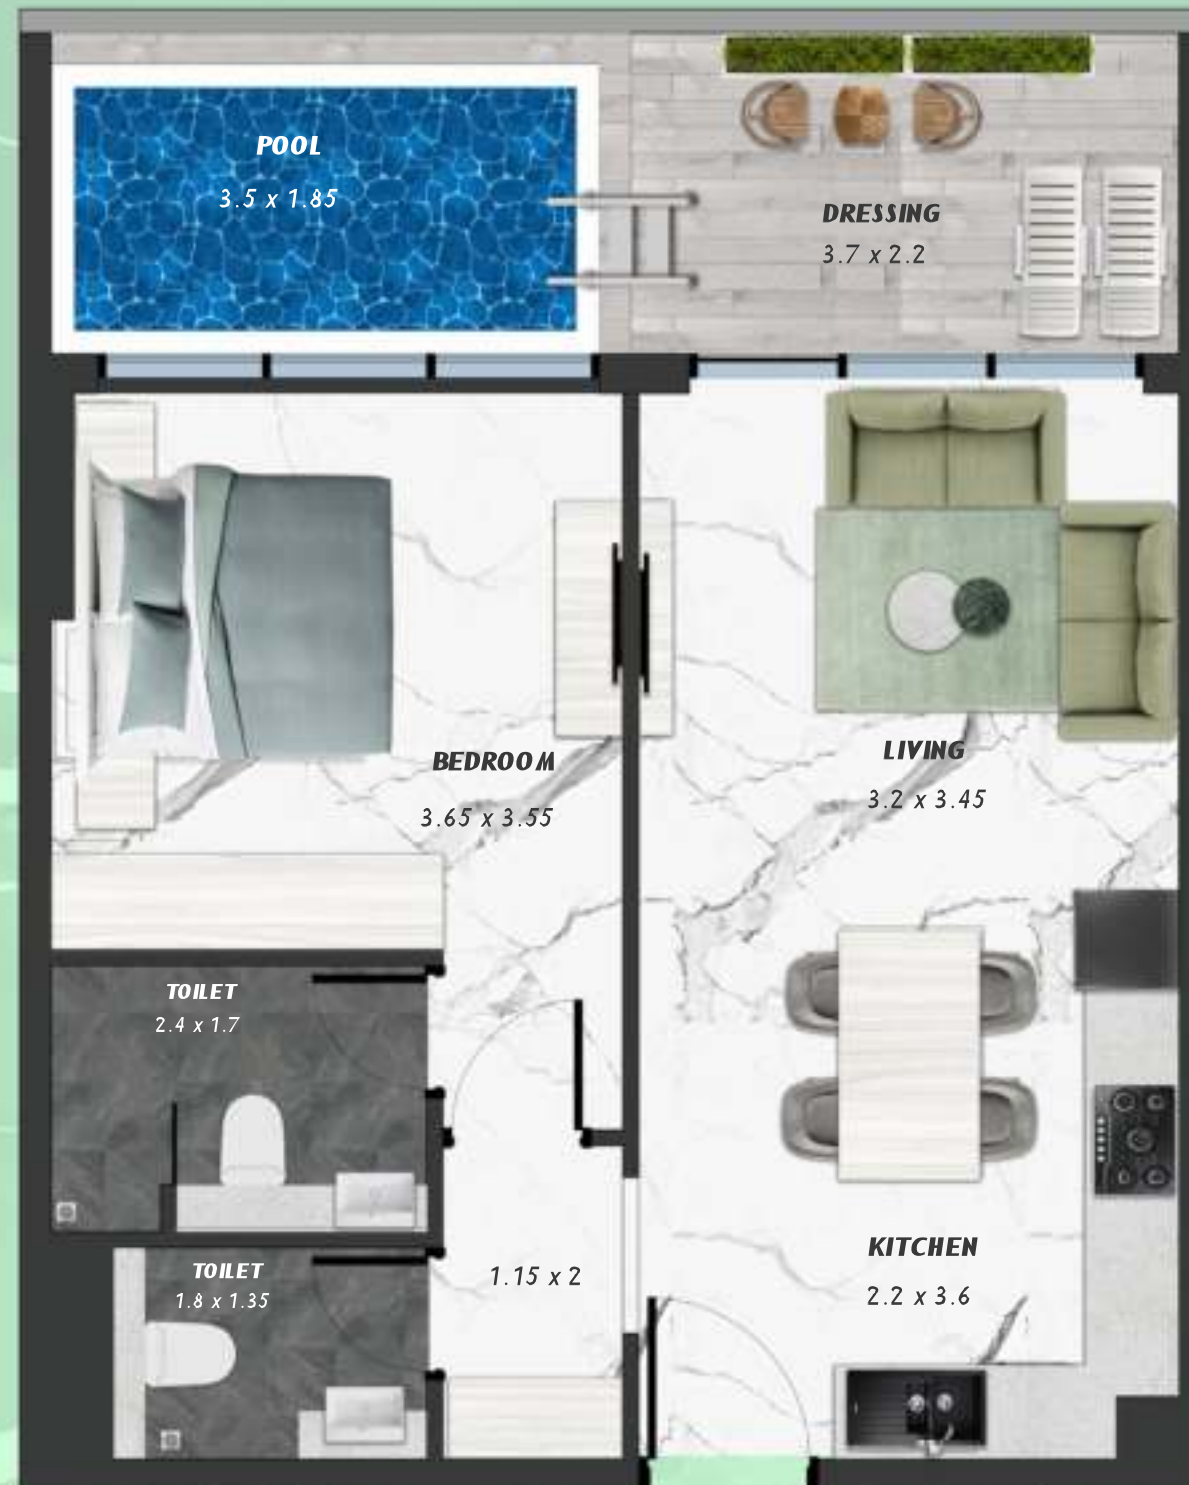 POOL
3.5 x 1.85
DRESSING
3.7 x 2.2
BEDROOM
3.65 x 3.55
LIVING
3.2 x 3.45
TOILET
2.4 x 1.7
KITCHEN
2.2 x 3.6
TOILET
1.8 x 1.35
1.15 x 2